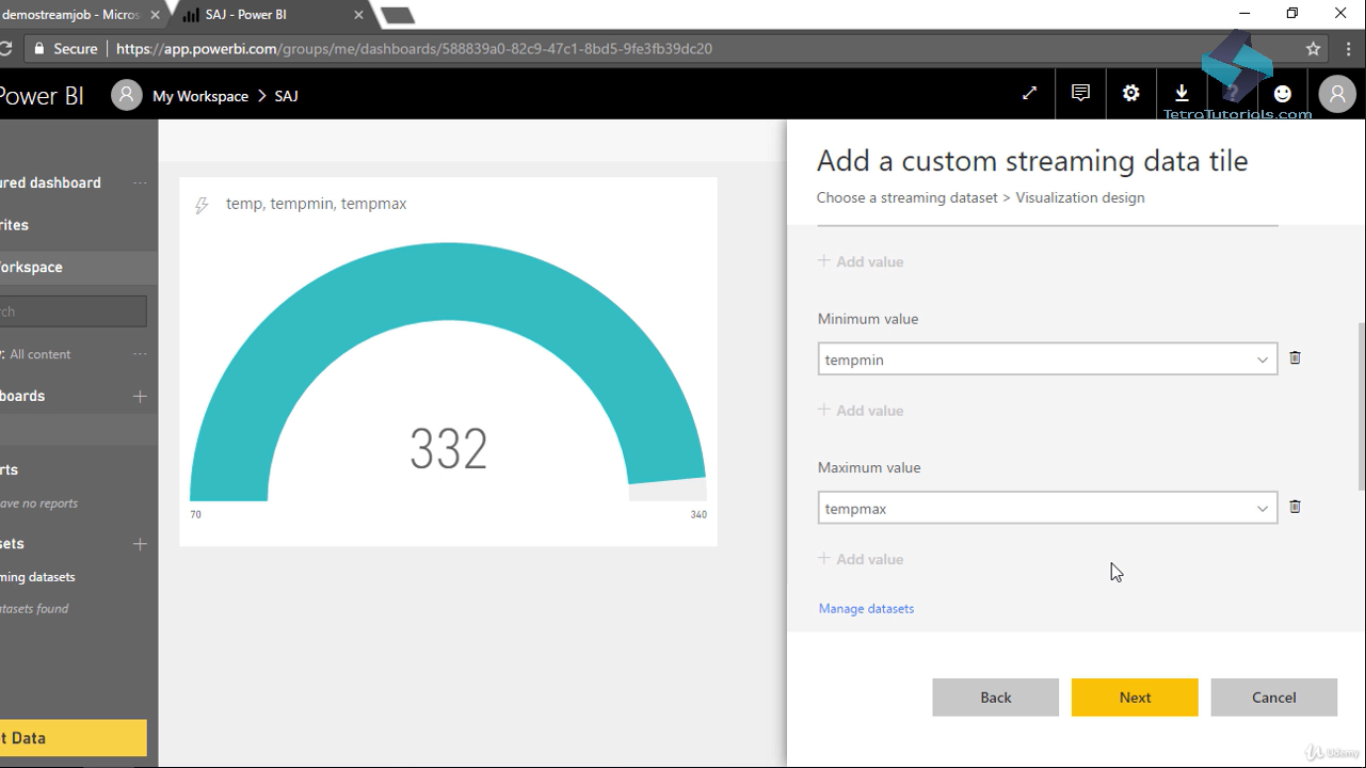 demostreamjob - Micros
SAJ - Power BI
Secure
https://app.powerbi.com/groups/me/dashboards/588839a0-82c9-47c1-8bd5-9fe3fb39dc20
Power BI
My Workspace > SAJ
TetraTutorials.com
ured dashboard
rites
orkspace
rch
y: All content
boards
rts
ave no reports
sets
ming datasets
atasets found
t Data
temp, tempmin, tempmax
332
70
340
Add a custom streaming data tile
Choose a streaming dataset > Visualization design
+ Add value
Minimum value
tempmin
+ Add value
Maximum value
tempmax
+ Add value
Manage datasets
Back
Next
Cancel
Udemy